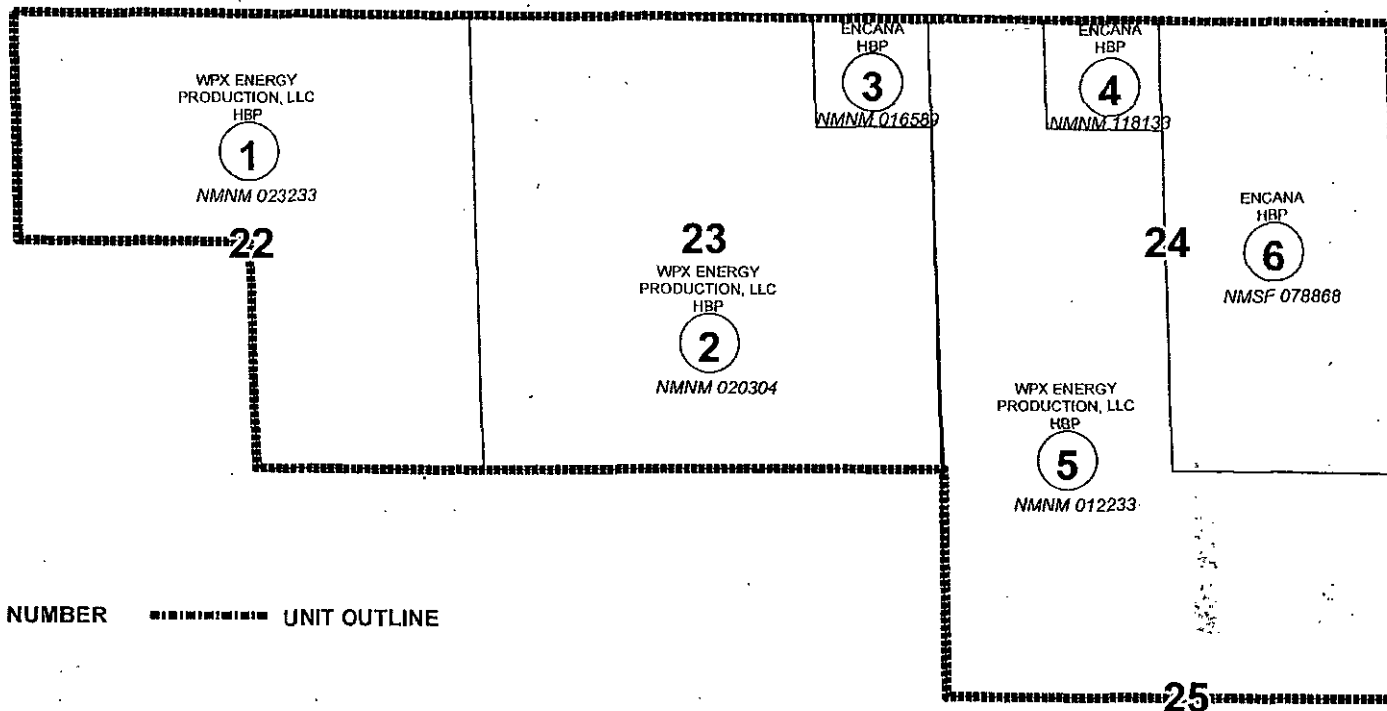 WPX ENERGY
PRODUCTION, LLC
HBP
1
NMNM 023233
22
23
WPX ENERGY
PRODUCTION, LLC
HBP
2
NMNM 020304
ENCANA
HBP
3
NMNM 016589
ENCANA
HBP
4
NMNM 118133
24
ENCANA
HBP
6
NMSF 078868
WPX ENERGY
PRODUCTION, LLC
HBP
5
NMNM 012233
NUMBER
UNIT OUTLINE
25